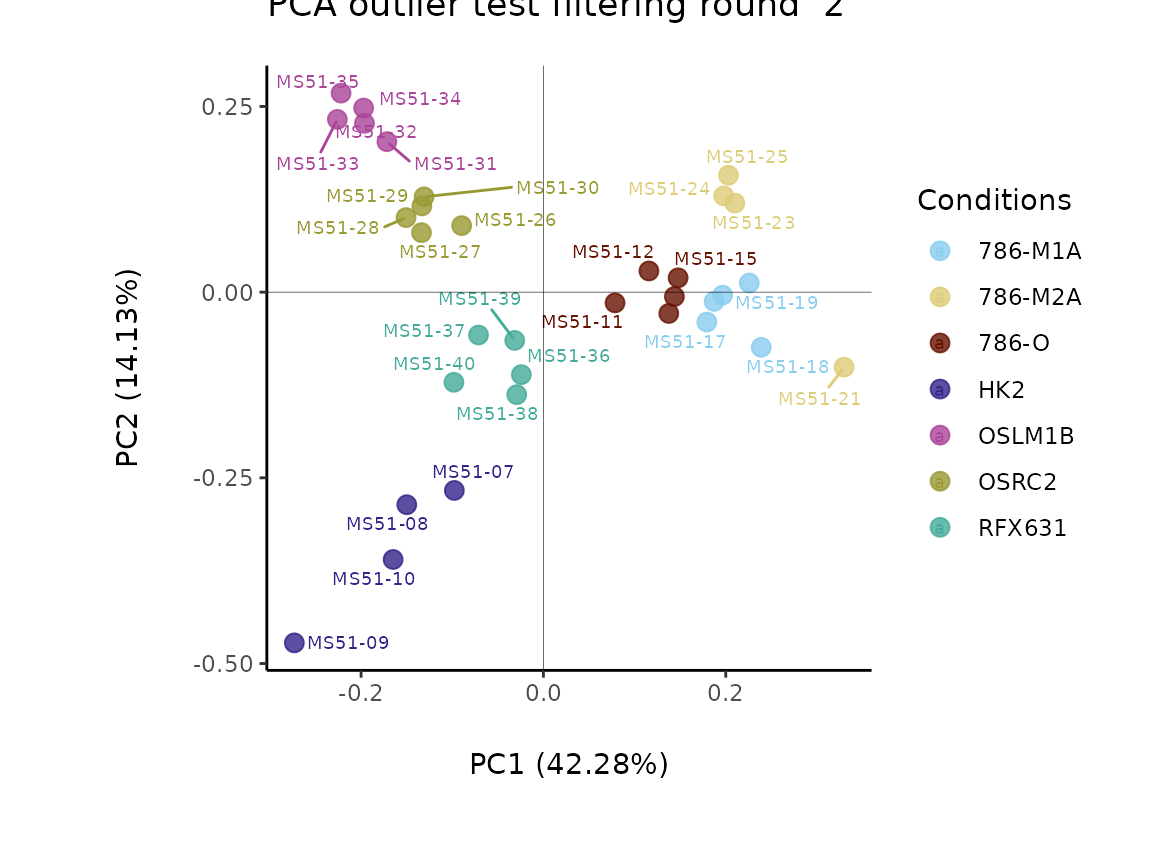 PCA outlier test filtering round 2
MS51-35
MS51-34
MS51-32
MS51-33
MS51-31
MS51-30
MS51-29
MS51-28
MS51-26
MS51-27
MS51-25
MS51-24
MS51-23
MS51-12
MS51-15
MS51-39
MS51-19
MS51-11
MS51-37
MS51-17
MS51-36
MS51-40
MS51-18
MS51-21
MS51-38
MS51-07
MS51-08
MS51-10
MS51-09
0.25
0.00
-0.25
-0.50
-0.2
0.0
0.2
PC2 (14.13%)
PC1 (42.28%)
Conditions
a 786-M1A
a 786-M2A
a 786-O
a HK2
a OSLM1B
a OSRC2
a RFX631